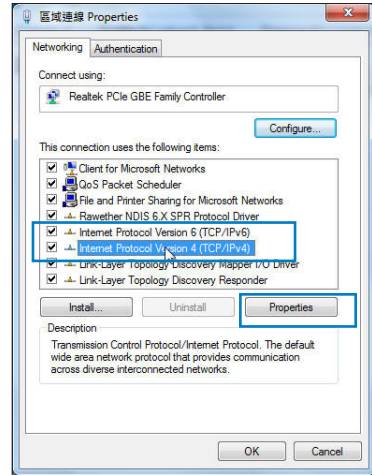 區域連線 Properties
Networking Authentication
Connect using:
Realtek PCIe GBE Family Controller
Configure...
This connection uses the following items:
Client for Microsoft Networks
QoS Packet Scheduler
File and Printer Sharing for Microsoft Networks
Rawether NDIS 6.X SPR Protocol Driver
Internet Protocol Version 6 (TCP/IPv6)
Internet Protocol Version 4 (TCP/IPv4)
Link-Layer Topology Discovery Mapper I/O Driver
Link-Layer Topology Discovery Responder
Install... Uninstall Properties
Description
Transmission Control Protocol/Internet Protocol. The default
wide area network protocol that provides communication
across diverse interconnected networks.
OK Cancel